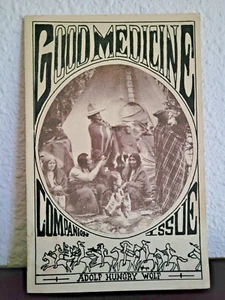 GOOD MEDICINE
COMPANION ISSUE
ADOLF HUNGRY WOLF